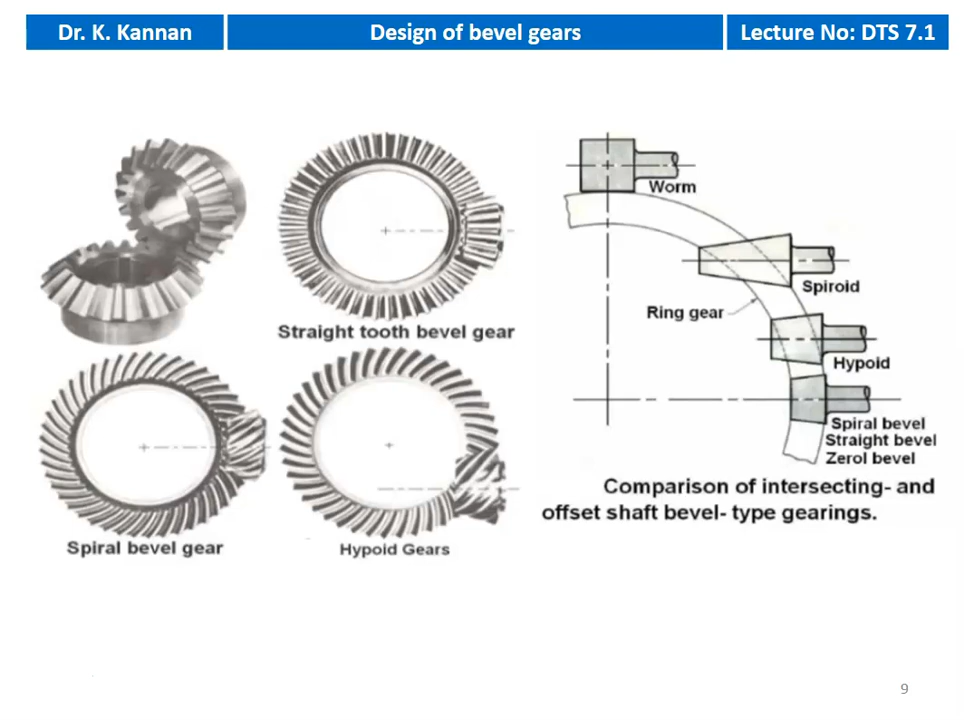 Dr. K. Kannan
Design of bevel gears
Lecture No: DTS 7.1
Straight tooth bevel gear
Spiral bevel gear
Hypoid Gears
Worm
Spiroid
Ring gear
Hypoid
Spiral bevel
Straight bevel
Zerol bevel
Comparison of intersecting- and
offset shaft bevel- type gearings.
9